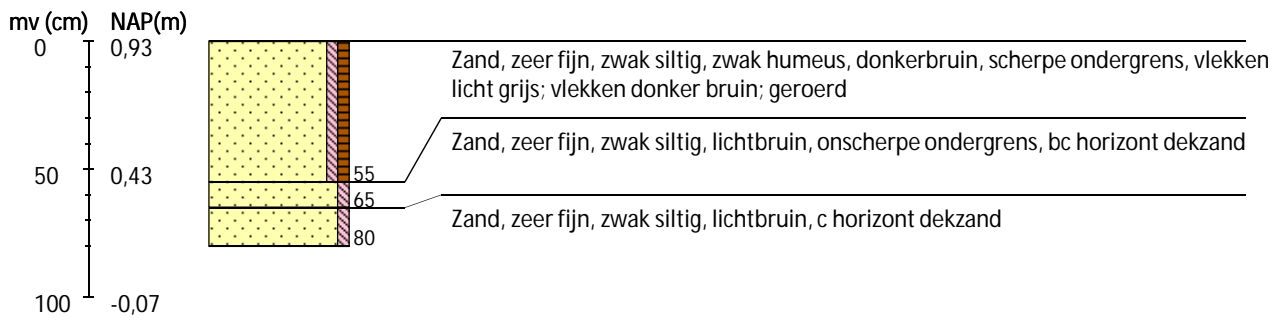 mv (cm) NAP(m)
0 0,93
Zand, zeer fijn, zwak siltig, zwak humeus, donkerbruin, scherpe ondergrens, vlekken
licht grijs; vlekken donker bruin; geroerd
Zand, zeer fijn, zwak siltig, lichtbruin, onscherpe ondergrens, bc horizont dekzand
50 0,43 55
65
Zand, zeer fijn, zwak siltig, lichtbruin, c horizont dekzand
80
100 -0,07